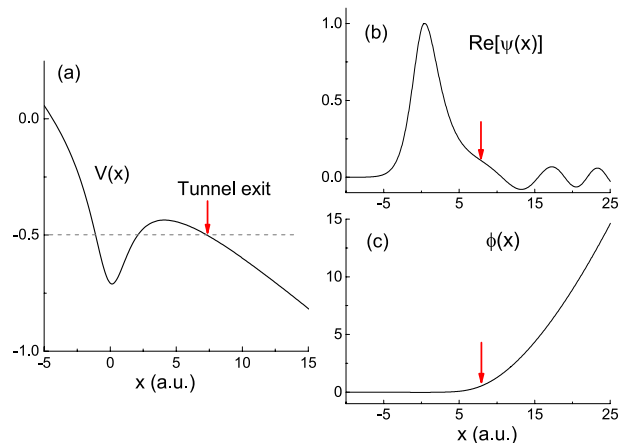 (a)
V(x)
Tunnel exit
0.0
-0.5
-1.0
-5 0 5 10 15
x (a.u.)
(b)
Re[ψ(x)]
1.0
0.5
0.0
-5 5 15 25
(c)
ϕ(x)
15
10
5
0
-5 5 15 25
x (a.u.)